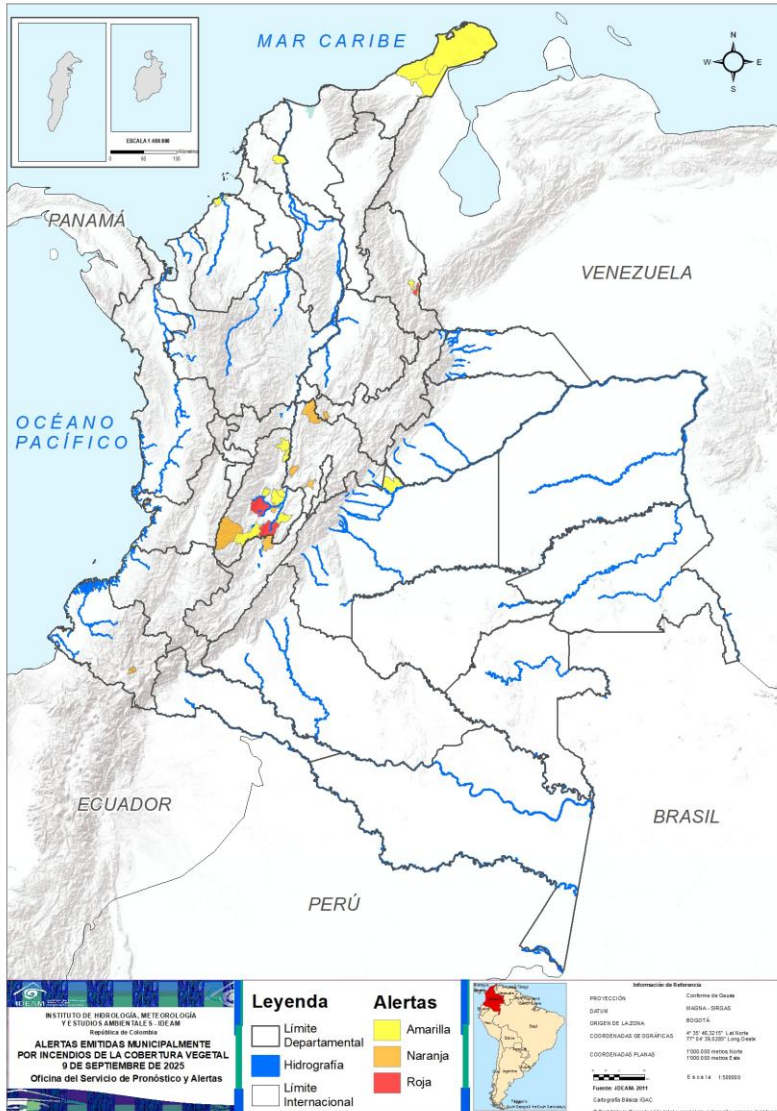 MAR CARIBE
N
W E
S
ESCALA 1:600.000
PANAMÁ
VENEZUELA
OCÉANO
PACÍFICO
ECUADOR
BRASIL
PERÚ
IDEAM
INSTITUTO DE HIDROLOGÍA, METEOROLOGÍA
Y ESTUDIOS AMBIENTALES - IDEAM
República de Colombia
ALERTAS EMITIDAS MUNICIPALMENTE
POR INCENDIOS DE LA COBERTURA VEGETAL
9 DE SEPTIEMBRE DE 2025
Oficina del Servicio de Pronóstico y Alertas
Leyenda
Límite
Departamental
Hidrografía
Límite
Internacional
Alertas
Amarilla
Naranja
Roja
Información de Referencia
PROYECCIÓN Conforme de Gauss
DATUM MAGNA - SIRGAS
ORIGEN DE LA ZONA BOGOTÁ
COORDENADAS GEOGRÁFICAS
COORDENADAS PLANAS
Fuente: IDEAM, 2011
Cartografía Básica IGAC